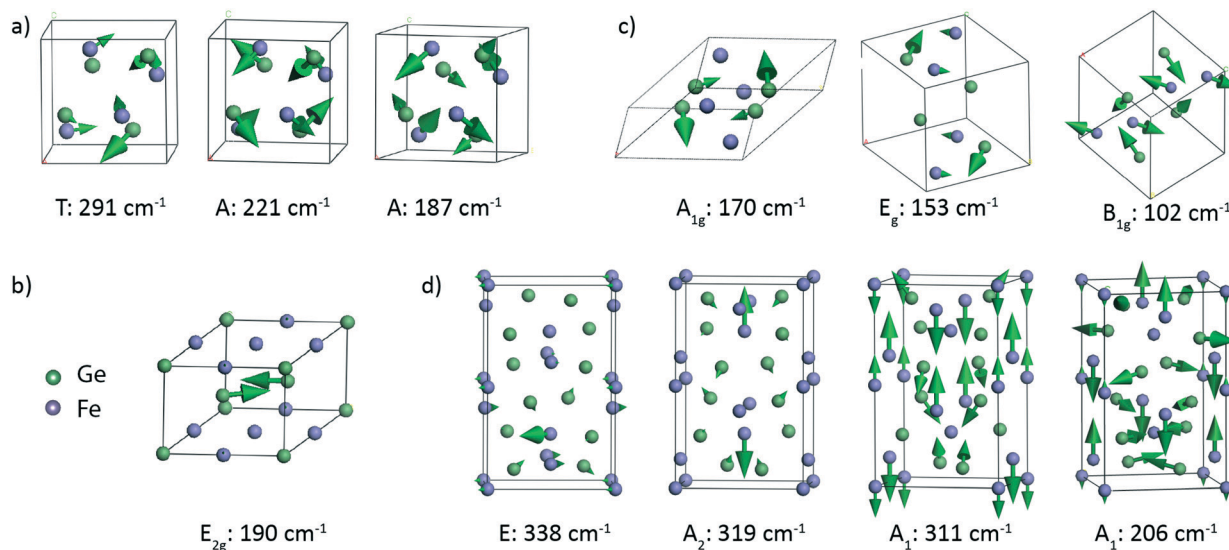 a)
T: 291 cm⁻¹
A: 221 cm⁻¹
A: 187 cm⁻¹
c)
A₁g: 170 cm⁻¹
Eg: 153 cm⁻¹
B₁g: 102 cm⁻¹
b)
Ge
Fe
E₂g: 190 cm⁻¹
d)
E: 338 cm⁻¹
A₂: 319 cm⁻¹
A₁: 311 cm⁻¹
A₁: 206 cm⁻¹